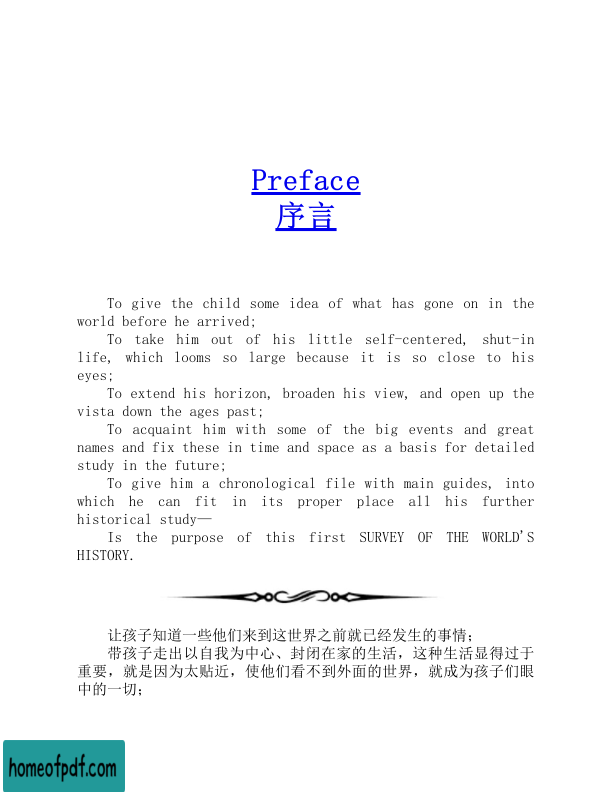 Preface
序言
To give the child some idea of what has gone on in the
world before he arrived;
To take him out of his little self-centered, shut-in
life, which looms so large because it is so close to his
eyes;
To extend his horizon, broaden his view, and open up the
vista down the ages past;
To acquaint him with some of the big events and great
names and fix these in time and space as a basis for detailed
study in the future;
To give him a chronological file with main guides, into
which he can fit in its proper place all his further
historical study—
Is the purpose of this first SURVEY OF THE WORLD'S
HISTORY.
让孩子知道一些他们来到这世界之前就已经发生的事情；
带孩子走出以自我为中心、封闭在家的生活，这种生活显得过于
重要，就是因为太贴近，使他们看不到外面的世界，就成为孩子们眼
中的一切；
homeofpdf.com